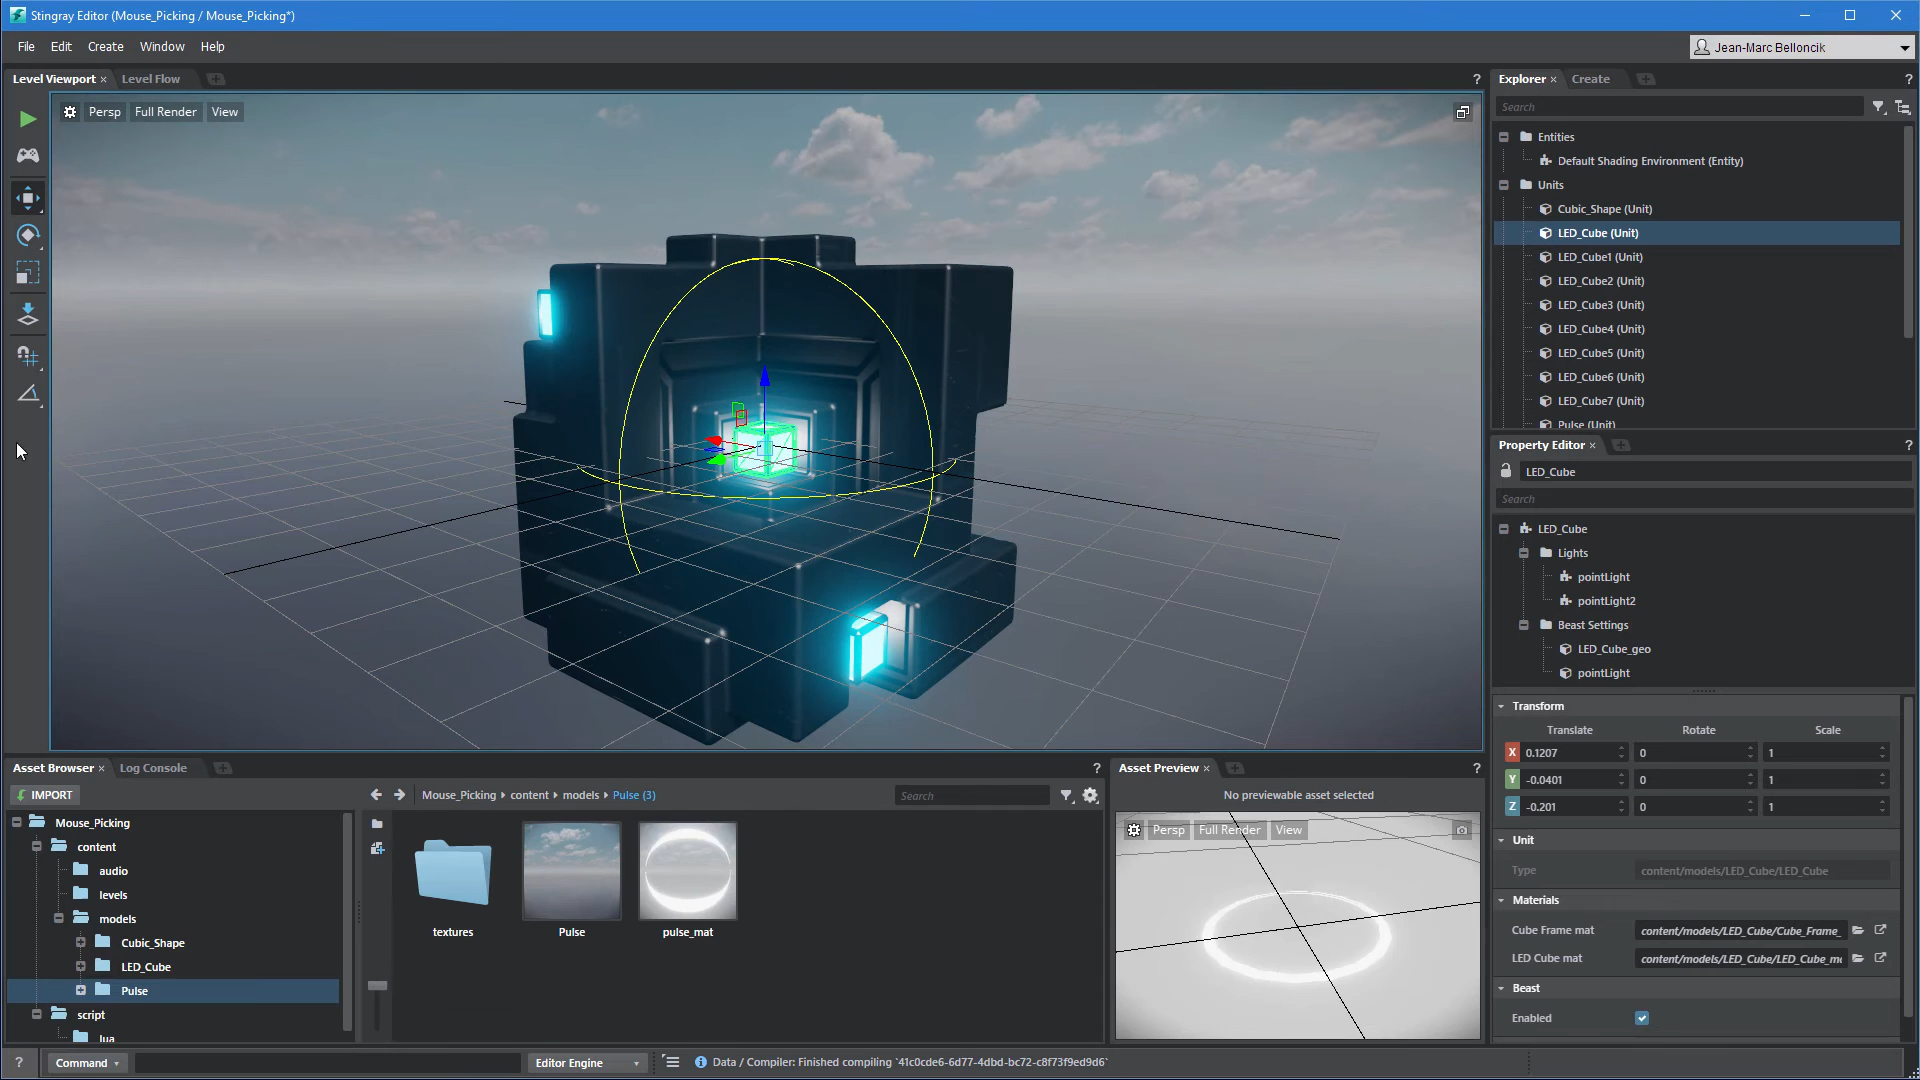 Stingray Editor (Mouse_Picking / Mouse_Picking*)
File Edit Create Window Help
Jean-Marc Belloncik
Level Viewport × Level Flow
?
Persp Full Render View
Explorer × Create
?
Search
Entities
Default Shading Environment (Entity)
Units
Cubic_Shape (Unit)
LED_Cube (Unit)
LED_Cube1 (Unit)
LED_Cube2 (Unit)
LED_Cube3 (Unit)
LED_Cube4 (Unit)
LED_Cube5 (Unit)
LED_Cube6 (Unit)
LED_Cube7 (Unit)
Pulse (Unit)
Property Editor ×
?
LED_Cube
Search
LED_Cube
Lights
pointLight
pointLight2
Beast Settings
LED_Cube_geo
pointLight
Transform
Translate Rotate Scale
X 0.1207 0 1
Y -0.0401 0 1
Z -0.201 0 1
Unit
Type content/models/LED_Cube/LED_Cube
Materials
Cube Frame mat content/models/LED_Cube/Cube_Frame_
LED Cube mat content/models/LED_Cube/LED_Cube_m
Beast
Enabled
Asset Browser × Log Console
?
IMPORT
Mouse_Picking content models Pulse (3)
Search
Mouse_Picking
content
audio
levels
models
Cubic_Shape
LED_Cube
Pulse
script
lua
textures
Pulse
pulse_mat
Asset Preview ×
?
No previewable asset selected
Persp Full Render View
? Command
Editor Engine
Data / Compiler: Finished compiling `41c0cde6-6d77-4dbd-bc72-c8f73f9ed9d6`